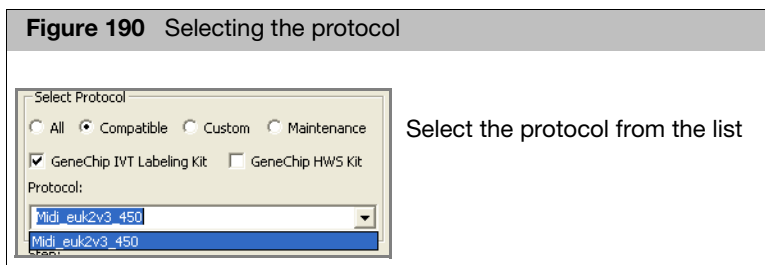 Figure 190 Selecting the protocol
Select Protocol
All Compatible Custom Maintenance
GeneChip IVT Labeling Kit GeneChip HWS Kit
Protocol:
Midi_euk2v3_450
Midi_euk2v3_450
Step:
Select the protocol from the list